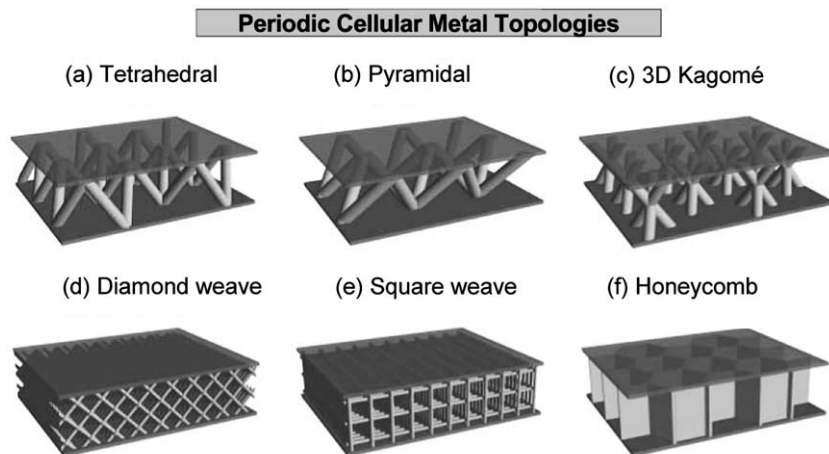 Periodic Cellular Metal Topologies
(a) Tetrahedral
(b) Pyramidal
(c) 3D Kagomé
(d) Diamond weave
(e) Square weave
(f) Honeycomb